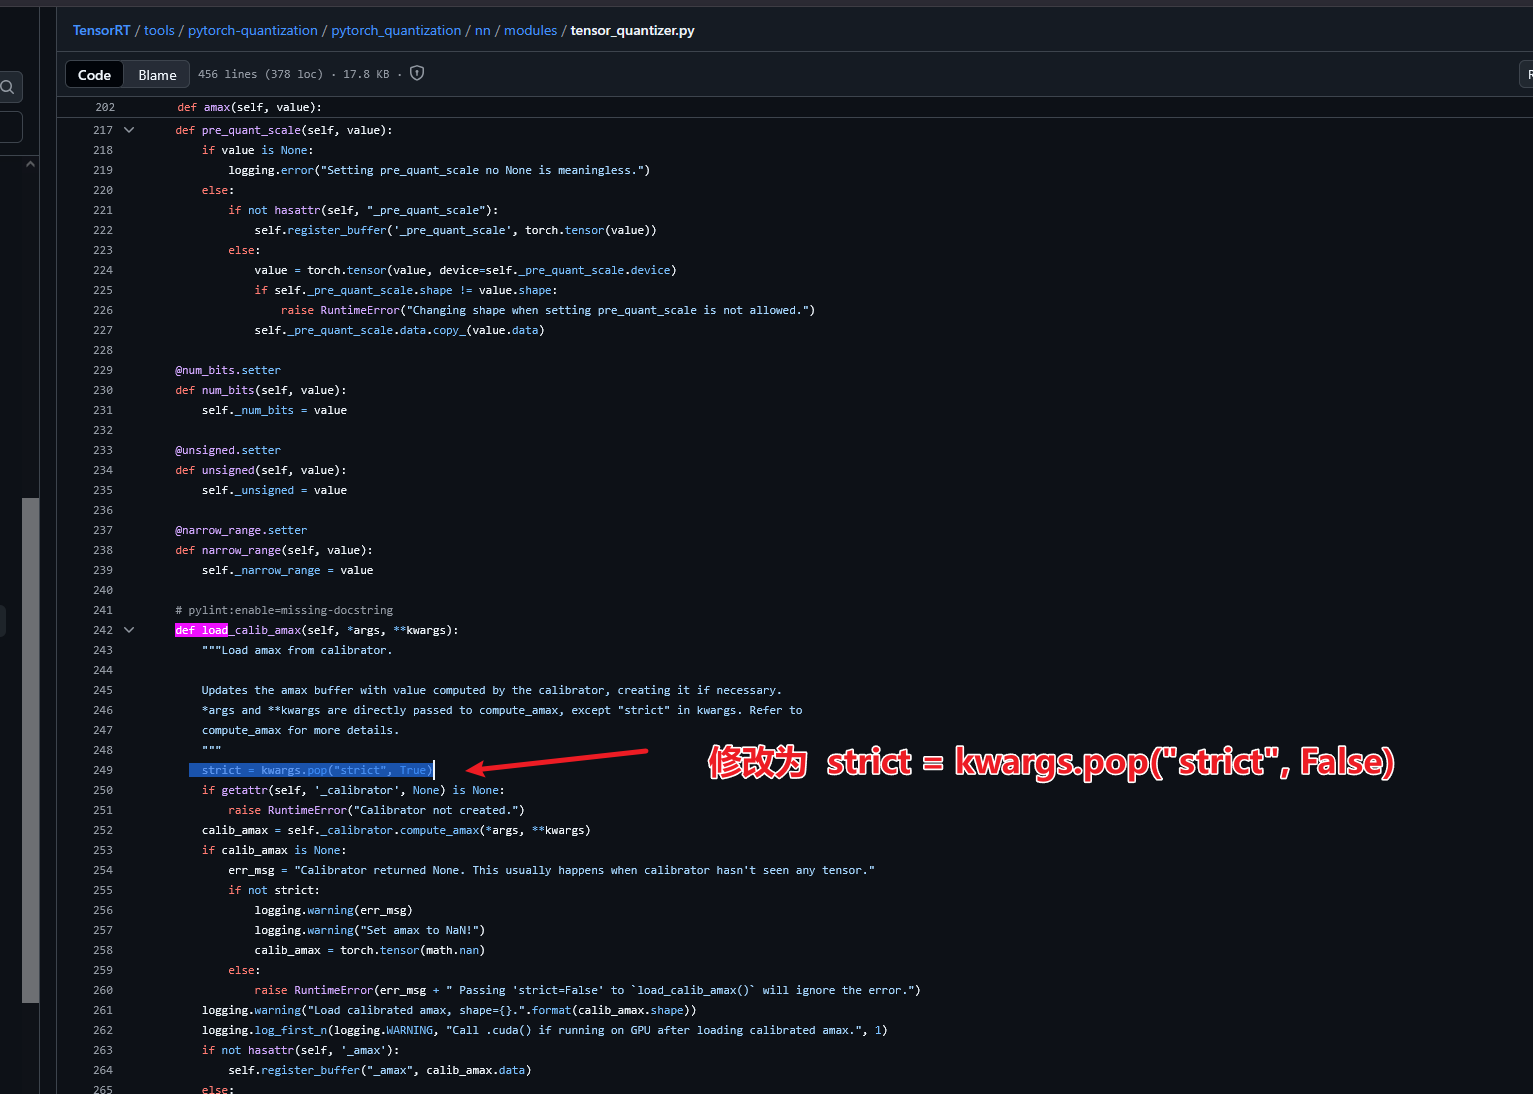 TensorRT / tools / pytorch-quantization / pytorch_quantization / nn / modules / tensor_quantizer.py
Code Blame 456 lines (378 loc) · 17.8 KB ·
202 def amax(self, value):
217 def pre_quant_scale(self, value):
218 if value is None:
219 logging.error("Setting pre_quant_scale no None is meaningless.")
220 else:
221 if not hasattr(self, "_pre_quant_scale"):
222 self.register_buffer('_pre_quant_scale', torch.tensor(value))
223 else:
224 value = torch.tensor(value, device=self._pre_quant_scale.device)
225 if self._pre_quant_scale.shape != value.shape:
226 raise RuntimeError("Changing shape when setting pre_quant_scale is not allowed.")
227 self._pre_quant_scale.data.copy_(value.data)
228
229 @num_bits.setter
230 def num_bits(self, value):
231 self._num_bits = value
232
233 @unsigned.setter
234 def unsigned(self, value):
235 self._unsigned = value
236
237 @narrow_range.setter
238 def narrow_range(self, value):
239 self._narrow_range = value
240
241 # pylint:enable=missing-docstring
242 def load_calib_amax(self, *args, **kwargs):
243 """Load amax from calibrator.
244
245 Updates the amax buffer with value computed by the calibrator, creating it if necessary.
246 *args and **kwargs are directly passed to compute_amax, except "strict" in kwargs. Refer to
247 compute_amax for more details.
248 """
249 strict = kwargs.pop("strict", True)
修改为 strict = kwargs.pop("strict", False)
250 if getattr(self, '_calibrator', None) is None:
251 raise RuntimeError("Calibrator not created.")
252 calib_amax = self._calibrator.compute_amax(*args, **kwargs)
253 if calib_amax is None:
254 err_msg = "Calibrator returned None. This usually happens when calibrator hasn't seen any tensor."
255 if not strict:
256 logging.warning(err_msg)
257 logging.warning("Set amax to NaN!")
258 calib_amax = torch.tensor(math.nan)
259 else:
260 raise RuntimeError(err_msg + " Passing 'strict=False' to `load_calib_amax()` will ignore the error.")
261 logging.warning("Load calibrated amax, shape={}.".format(calib_amax.shape))
262 logging.log_first_n(logging.WARNING, "Call .cuda() if running on GPU after loading calibrated amax.", 1)
263 if not hasattr(self, '_amax'):
264 self.register_buffer("_amax", calib_amax.data)
265 else: